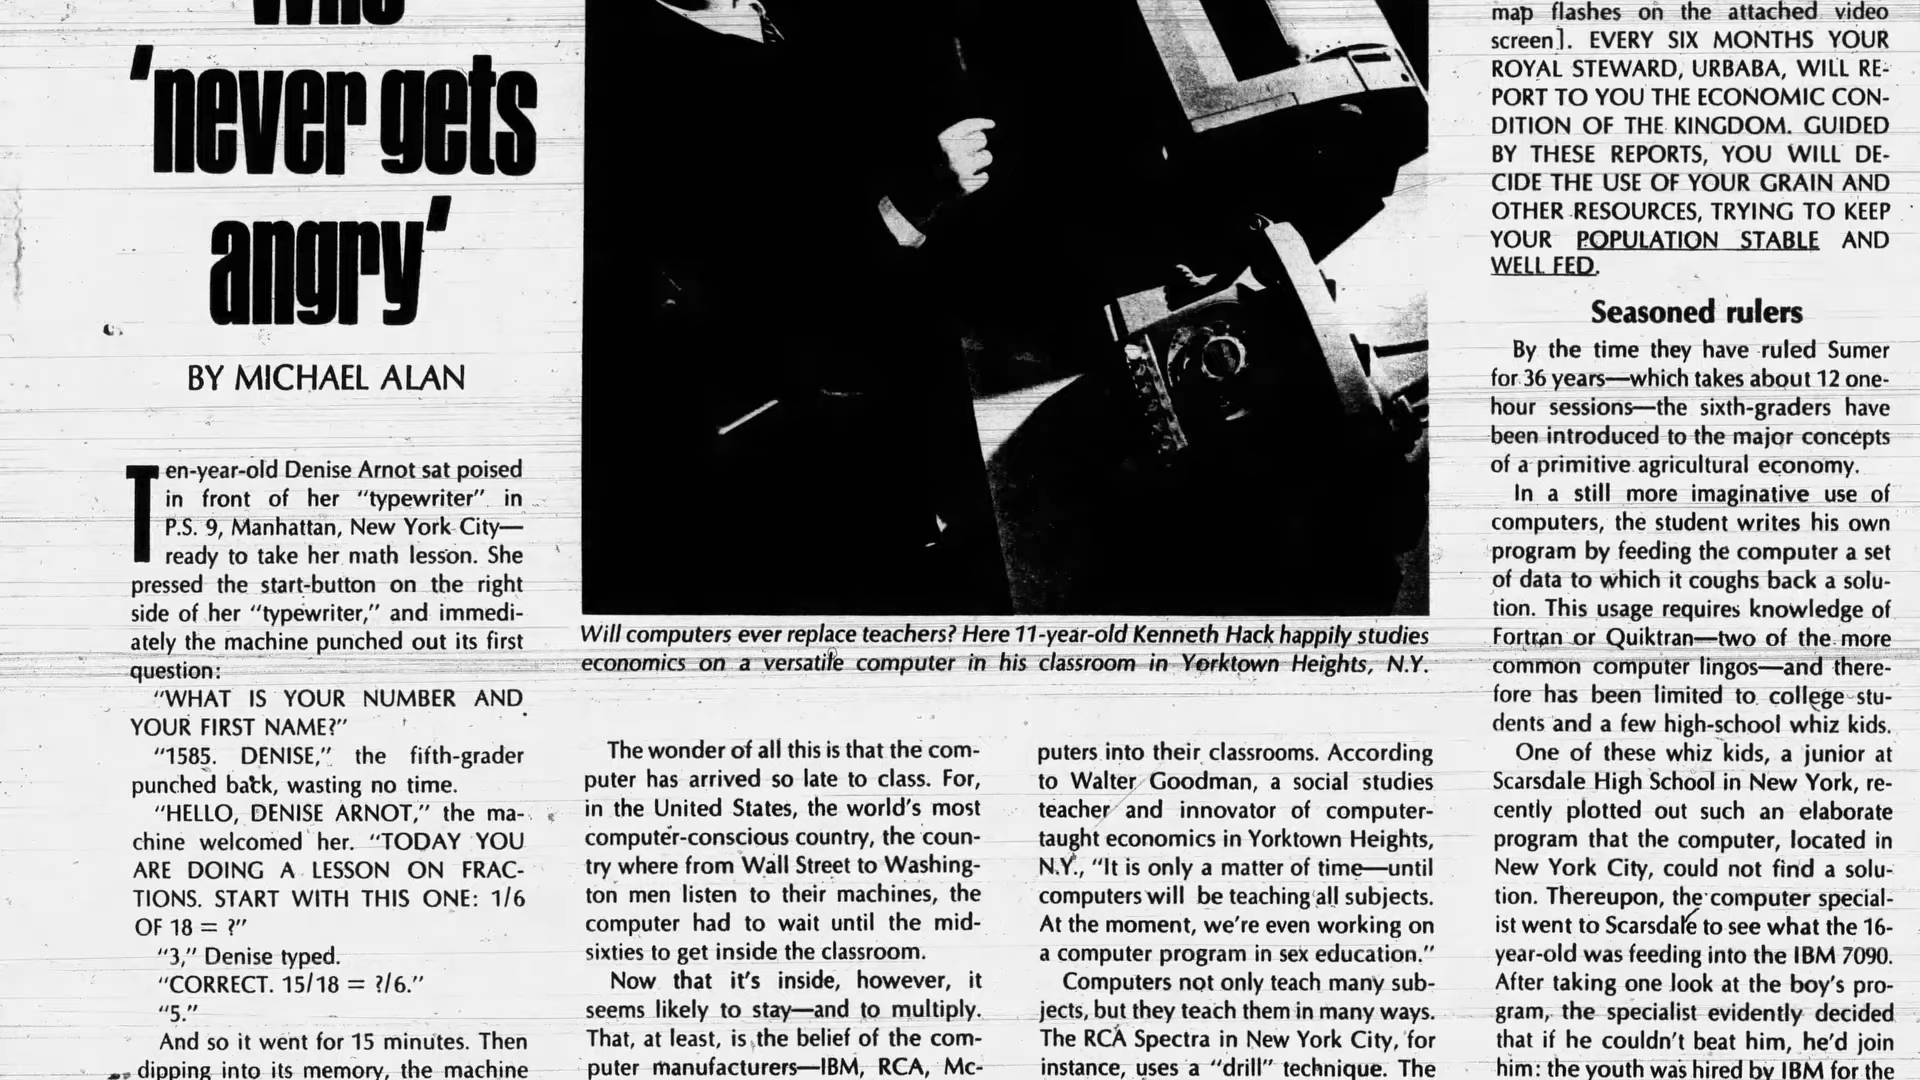 who
'never gets
angry'
BY MICHAEL ALAN
Ten-year-old Denise Arnot sat poised
in front of her "typewriter" in
P.S. 9, Manhattan, New York City—
ready to take her math lesson. She
pressed the start-button on the right
side of her "typewriter," and immedi-
ately the machine punched out its first
question:
"WHAT IS YOUR NUMBER AND
YOUR FIRST NAME?"
"1585. DENISE," the fifth-grader
punched back, wasting no time.
"HELLO, DENISE ARNOT," the ma-
chine welcomed her. "TODAY YOU
ARE DOING A LESSON ON FRAC-
TIONS. START WITH THIS ONE: 1/6
OF 18 = ?"
"3," Denise typed.
"CORRECT. 15/18 = ?/6."
"5."
And so it went for 15 minutes. Then
dipping into its memory, the machine
Will computers ever replace teachers? Here 11-year-old Kenneth Hack happily studies
economics on a versatile computer in his classroom in Yorktown Heights, N.Y.
The wonder of all this is that the com-
puter has arrived so late to class. For,
in the United States, the world's most
computer-conscious country, the coun-
try where from Wall Street to Washing-
ton men listen to their machines, the
computer had to wait until the mid-
sixties to get inside the classroom.
Now that it's inside, however, it
seems likely to stay—and to multiply.
That, at least, is the belief of the com-
puter manufacturers—IBM, RCA, Mc-
puters into their classrooms. According
to Walter Goodman, a social studies
teacher and innovator of computer-
taught economics in Yorktown Heights,
N.Y., "It is only a matter of time—until
computers will be teaching all subjects.
At the moment, we're even working on
a computer program in sex education."
Computers not only teach many sub-
jects, but they teach them in many ways.
The RCA Spectra in New York City, for
instance, uses a "drill" technique. The
map flashes on the attached video
screen]. EVERY SIX MONTHS YOUR
ROYAL STEWARD, URBABA, WILL RE-
PORT TO YOU THE ECONOMIC CON-
DITION OF THE KINGDOM. GUIDED
BY THESE REPORTS, YOU WILL DE-
CIDE THE USE OF YOUR GRAIN AND
OTHER RESOURCES, TRYING TO KEEP
YOUR POPULATION STABLE AND
WELL FED.
Seasoned rulers
By the time they have ruled Sumer
for 36 years—which takes about 12 one-
hour sessions—the sixth-graders have
been introduced to the major concepts
of a primitive agricultural economy.
In a still more imaginative use of
computers, the student writes his own
program by feeding the computer a set
of data to which it coughs back a solu-
tion. This usage requires knowledge of
Fortran or Quiktran—two of the more
common computer lingos—and there-
fore has been limited to college stu-
dents and a few high-school whiz kids.
One of these whiz kids, a junior at
Scarsdale High School in New York, re-
cently plotted out such an elaborate
program that the computer, located in
New York City, could not find a solu-
tion. Thereupon, the computer special-
ist went to Scarsdale to see what the 16-
year-old was feeding into the IBM 7090.
After taking one look at the boy's pro-
gram, the specialist evidently decided
that if he couldn't beat him, he'd join
him: the youth was hired by IBM for the